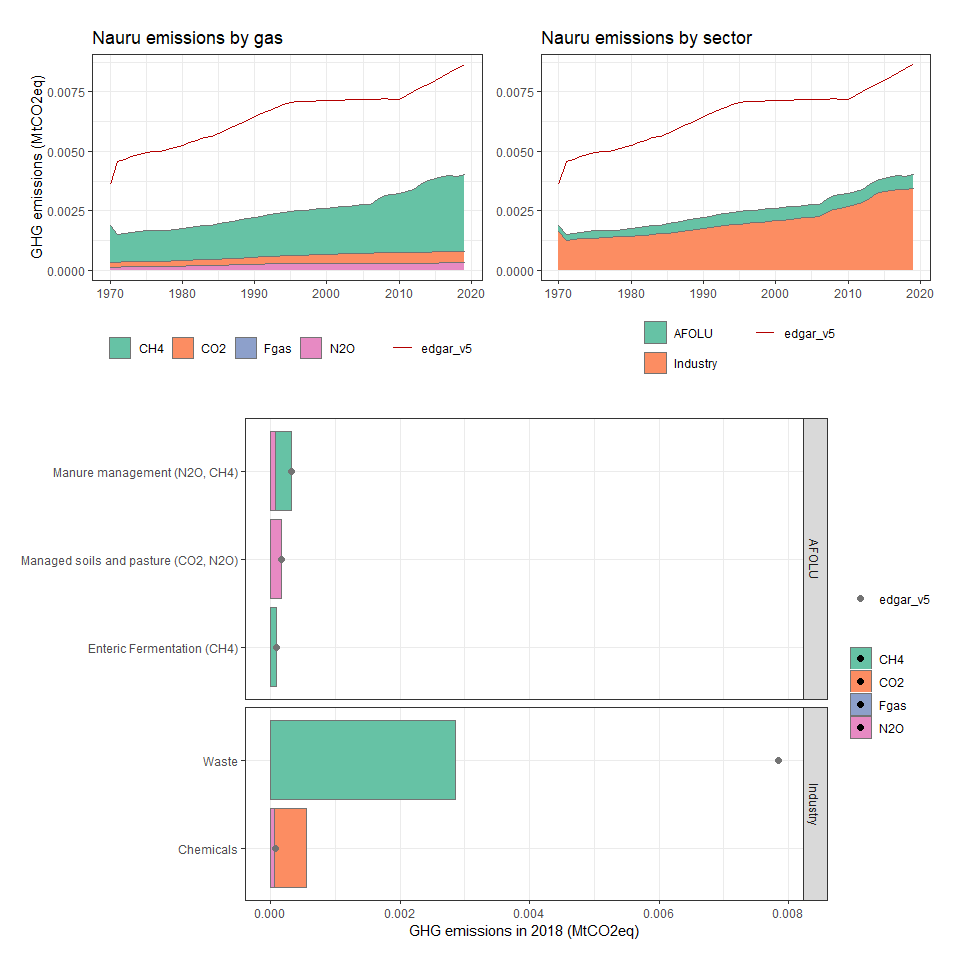 Nauru emissions by gas
GHG emissions (MtCO2eq)
0.0075
0.0050
0.0025
0.0000
1970 1980 1990 2000 2010 2020
CH4 CO2 Fgas N2O edgar_v5
Nauru emissions by sector
0.0075
0.0050
0.0025
0.0000
1970 1980 1990 2000 2010 2020
AFOLU edgar_v5
Industry
Manure management (N2O, CH4)
Managed soils and pasture (CO2, N2O)
Enteric Fermentation (CH4)
AFOLU
Waste
Chemicals
Industry
0.000 0.002 0.004 0.006 0.008
GHG emissions in 2018 (MtCO2eq)
edgar_v5
CH4
CO2
Fgas
N2O